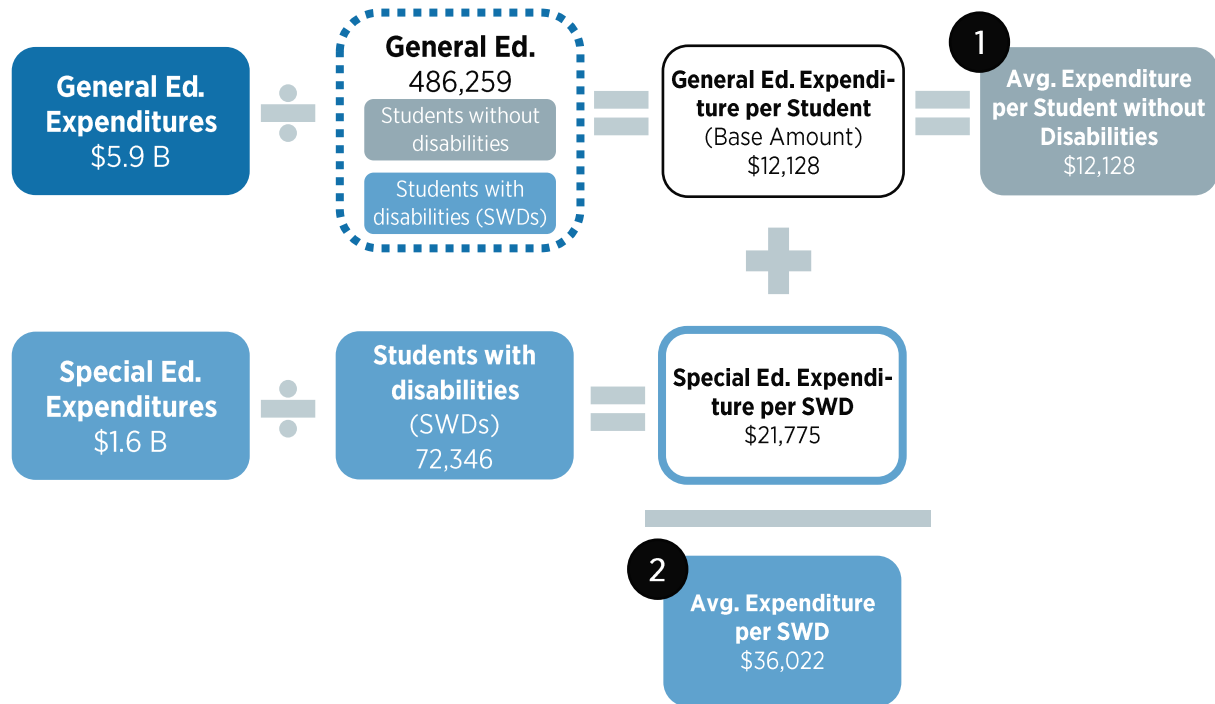 General Ed.
Expenditures
$5.9 B
General Ed.
486,259
Students without
disabilities
Students with
disabilities (SWDs)
General Ed. Expendi-
ture per Student
(Base Amount)
$12,128
1
Avg. Expenditure
per Student without
Disabilities
$12,128
Special Ed.
Expenditures
$1.6 B
Students with
disabilities
(SWDs)
72,346
Special Ed. Expendi-
ture per SWD
$21,775
2
Avg. Expenditure
per SWD
$36,022